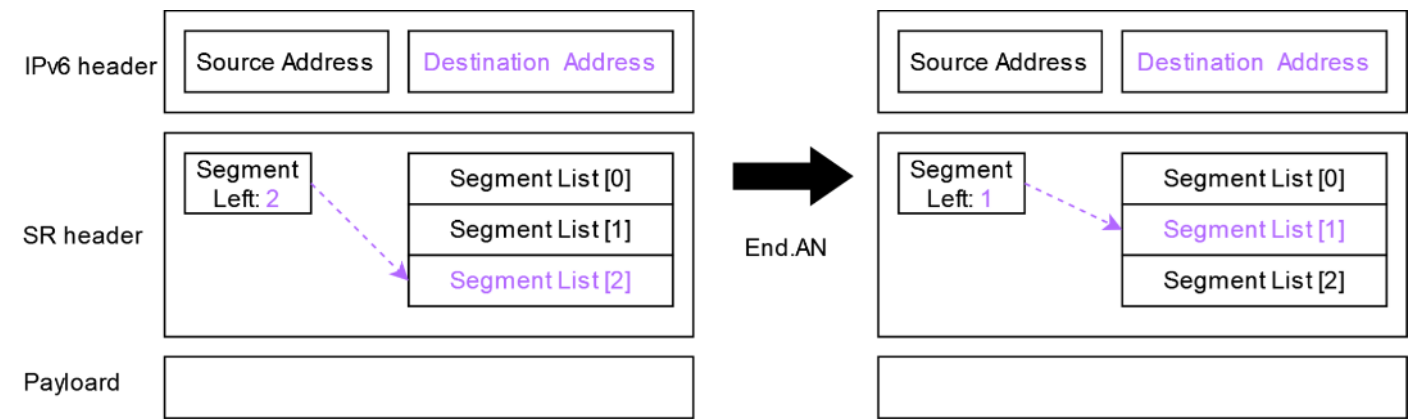 IPv6 header
Source Address
Destination Address
Source Address
Destination Address
SR header
Segment
Left: 2
Segment List [0]
Segment List [1]
Segment List [2]
End.AN
Segment
Left: 1
Segment List [0]
Segment List [1]
Segment List [2]
Payloard